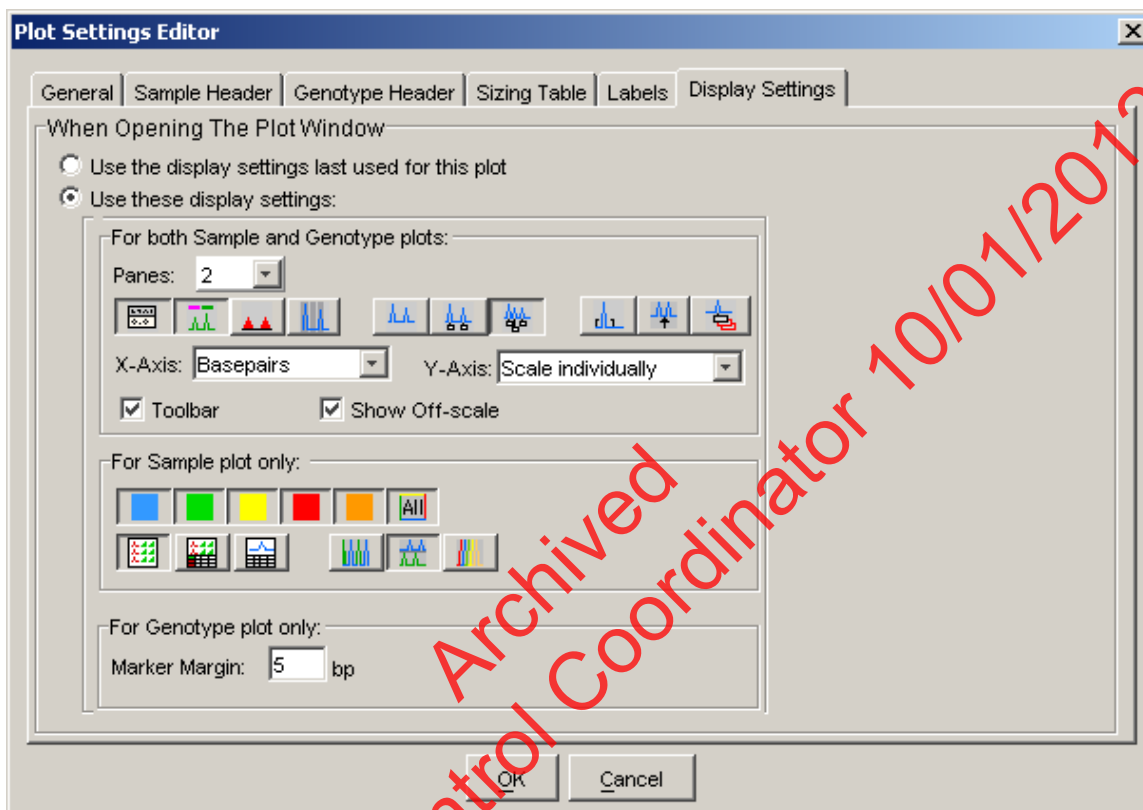 Plot Settings Editor
General Sample Header Genotype Header Sizing Table Labels Display Settings
When Opening The Plot Window
Use the display settings last used for this plot
Use these display settings:
For both Sample and Genotype plots:
Panes: 2
X-Axis: Basepairs Y-Axis: Scale individually
Toolbar Show Off-scale
For Sample plot only:
All
For Genotype plot only:
Marker Margin: 5 bp
OK Cancel
Archived
Coordinator 10/01/201